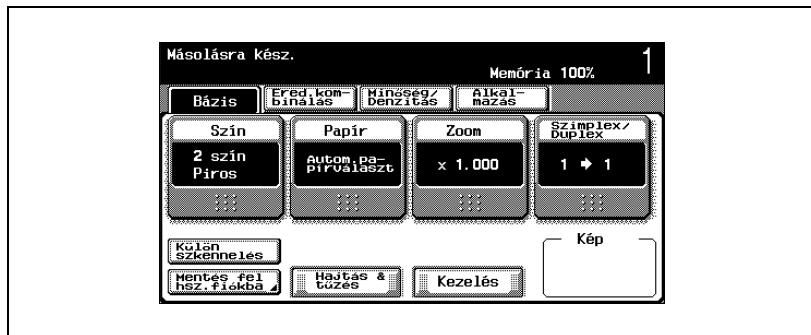 Másolásra kész.
Memória 100%
1
Bázis
Ered.kom-
binálás
Minőség/
Denzitás
Alkal-
mazás
Szín
Papír
Zoom
Szimplex/
Duplex
2 szín
Piros
Autom.pa-
pírválaszt
x 1.000
1 ➔ 1
Kép
Külön
szkennelés
Mentés fel
hsz.fiókba
Hajtás &
tűzés
Kezelés